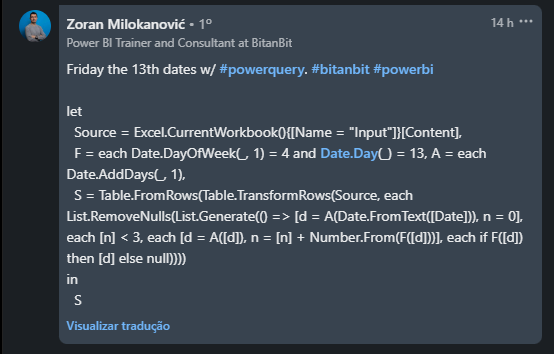 Zoran Milokanović • 1º
14 h ···
Power BI Trainer and Consultant at BitanBit
Friday the 13th dates w/ #powerquery. #bitanbit #powerbi
let
Source = Excel.CurrentWorkbook(){[Name = "Input"]}[Content],
F = each Date.DayOfWeek(_, 1) = 4 and Date.Day(_) = 13, A = each
Date.AddDays(_, 1),
S = Table.FromRows(Table.TransformRows(Source, each
List.RemoveNulls(List.Generate(() => [d = A(Date.FromText([Date])), n = 0],
each [n] < 3, each [d = A([d]), n = [n] + Number.From(F([d]))], each if F([d])
then [d] else null))))
in
S
Visualizar tradução